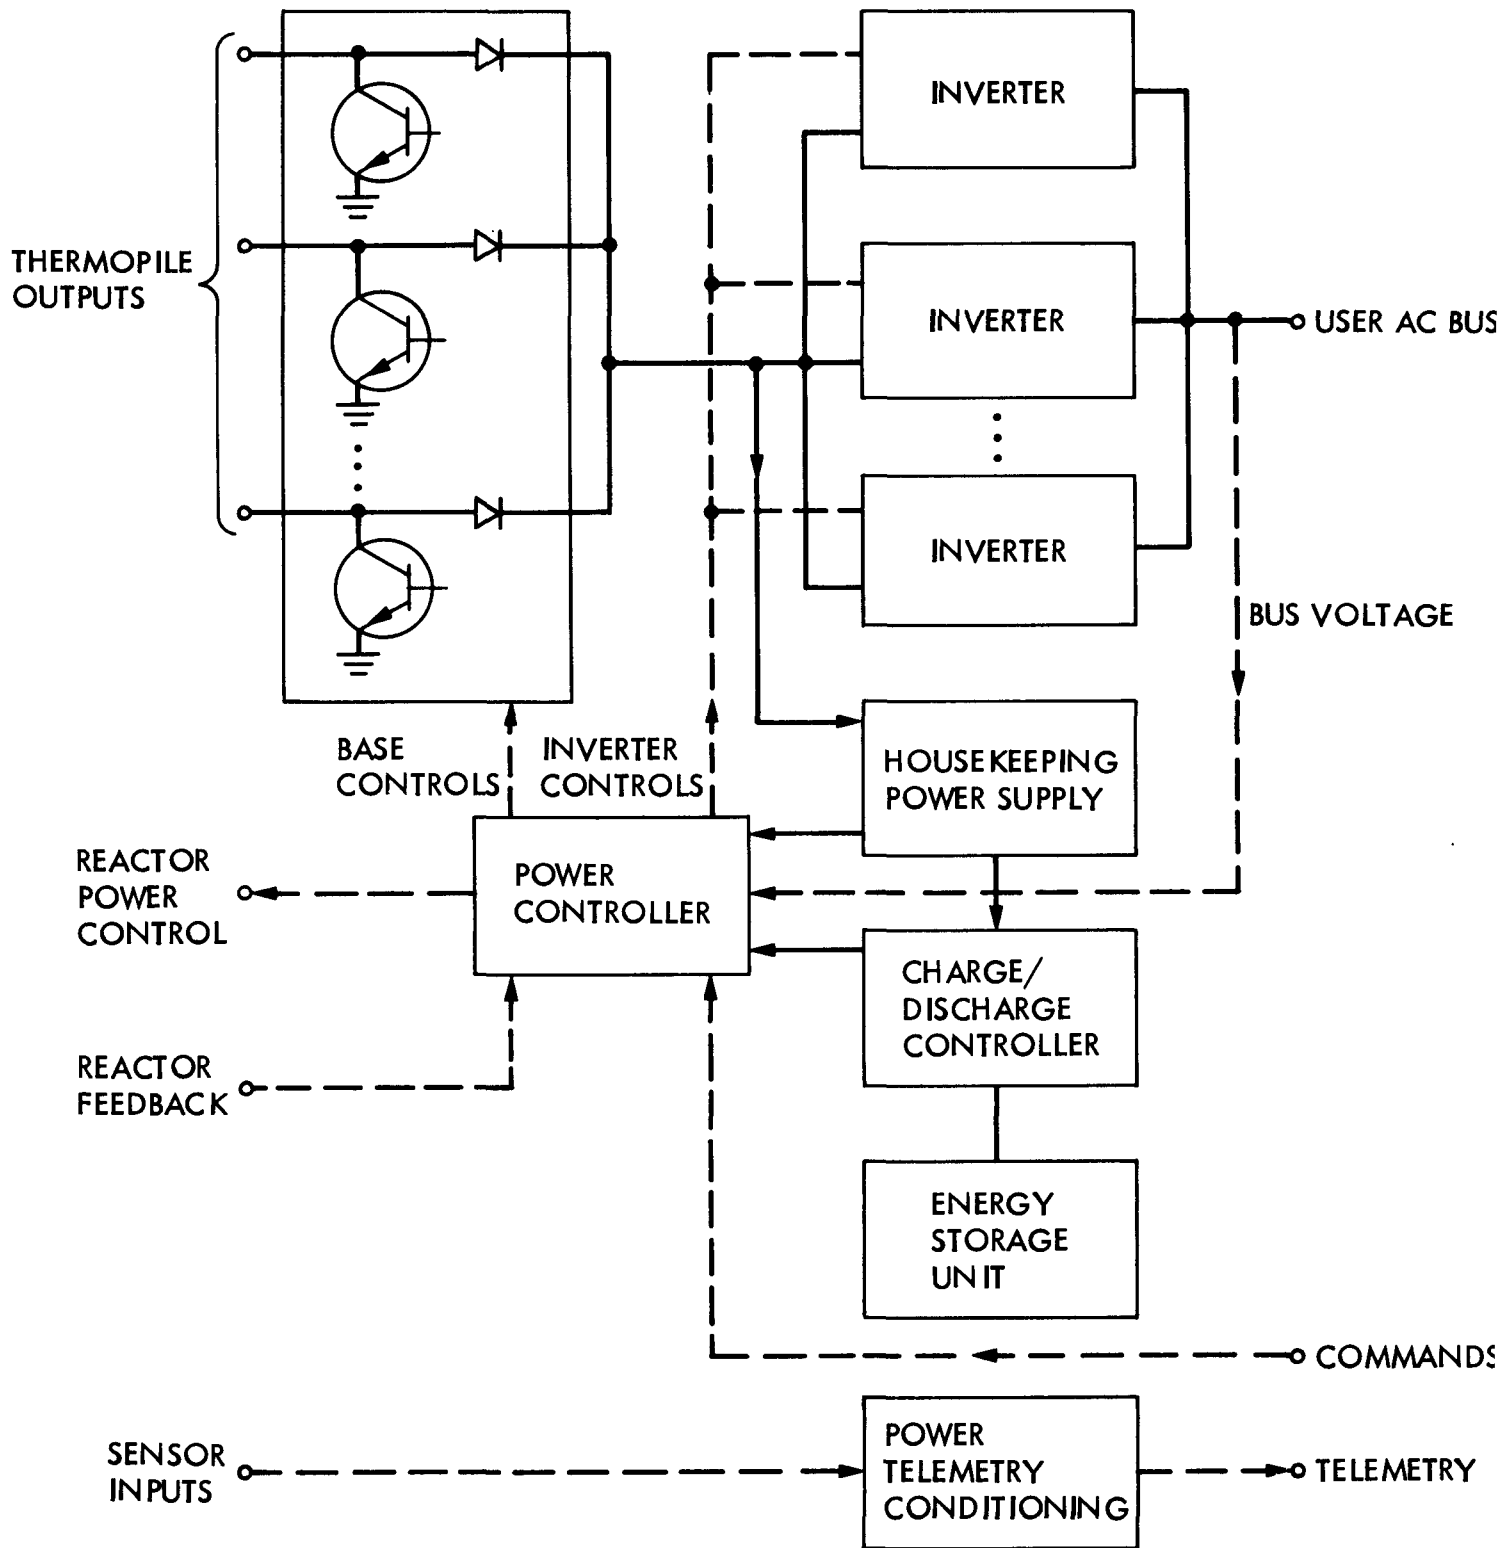 THERMOPILE
OUTPUTS
INVERTER
INVERTER
INVERTER
USER AC BUS
BUS VOLTAGE
BASE
CONTROLS
INVERTER
CONTROLS
HOUSEKEEPING
POWER SUPPLY
REACTOR
POWER
CONTROL
POWER
CONTROLLER
CHARGE/
DISCHARGE
CONTROLLER
REACTOR
FEEDBACK
ENERGY
STORAGE
UNIT
COMMANDS
SENSOR
INPUTS
POWER
TELEMETRY
CONDITIONING
TELEMETRY